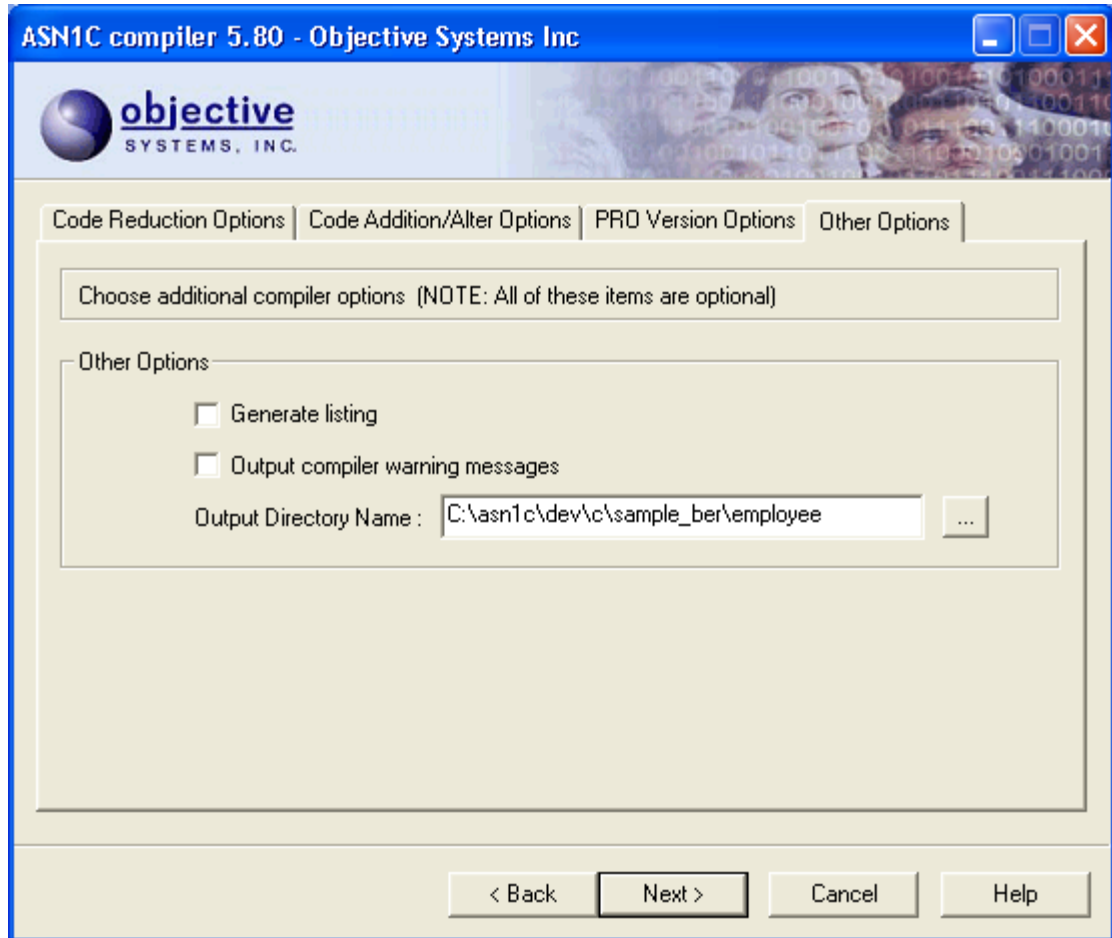 ASN1C compiler 5.80 - Objective Systems Inc
objective
SYSTEMS, INC.
Code Reduction Options
Code Addition/Alter Options
PRO Version Options
Other Options
Choose additional compiler options (NOTE: All of these items are optional)
Other Options
Generate listing
Output compiler warning messages
Output Directory Name :
C:\asn1c\dev\c\sample_ber\employee
...
< Back
Next >
Cancel
Help